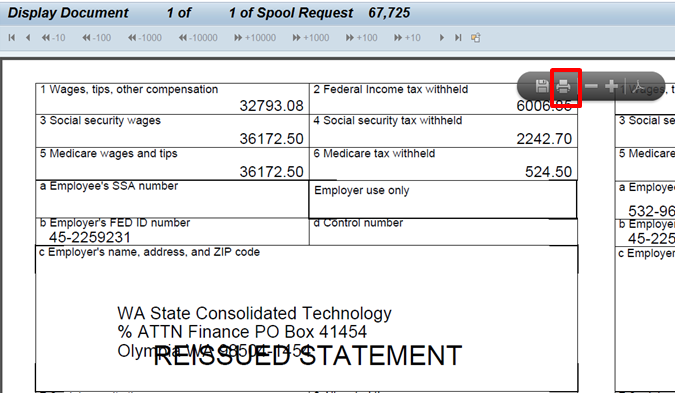 Display Document 1 of 1 of Spool Request 67,725
-10 -100 -1000 -10000 +10000 +1000 +100 +10
1 Wages, tips, other compensation 2 Federal Income tax withheld
32793.08
3 Social security wages 4 Social security tax withheld 3 Social se
36172.50 2242.70
5 Medicare wages and tips 6 Medicare tax withheld 5 Medicare
36172.50 524.50
a Employee's SSA number Employer use only a Employee
532-96
b Employer's FED ID number d Control number b Employer
45-2259231 45-225
c Employer's name, address, and ZIP code c Employer
WA State Consolidated Technology
% ATTN Finance PO Box 41454
Olympia WA 98504-1454
REISSUED STATEMENT